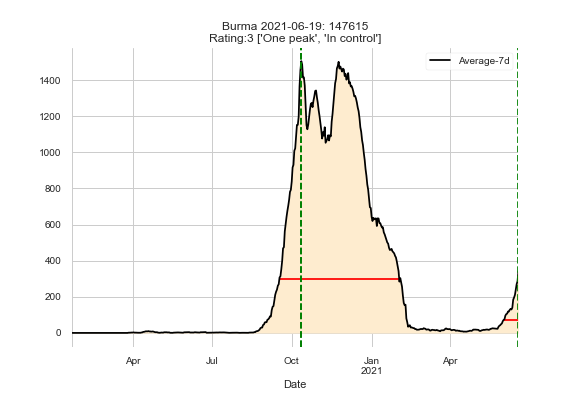 Burma 2021-06-19: 147615
Rating:3 ['One peak', 'In control']
Average-7d
1400
1200
1000
800
600
400
200
0
Apr
Jul
Oct
Jan
2021
Apr
Date